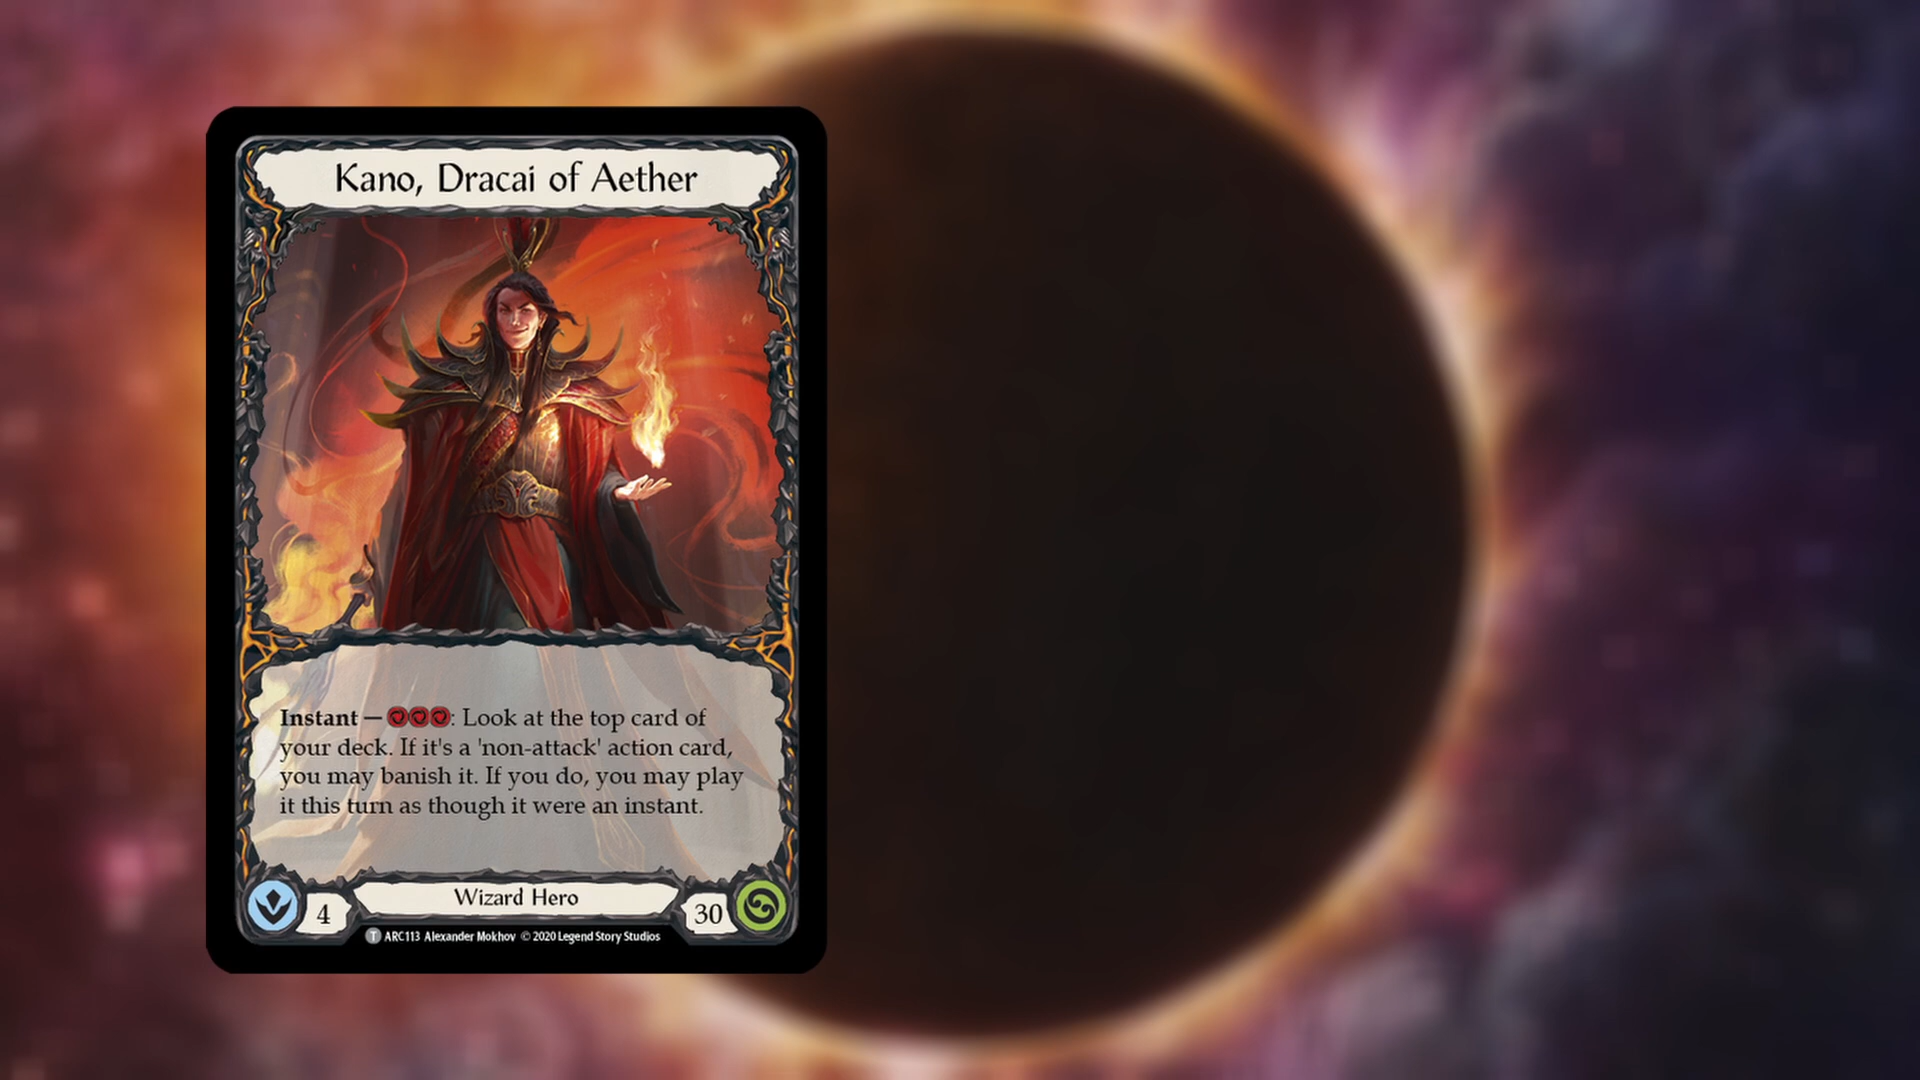 Kano, Dracai of Aether
Instant — : Look at the top card of
your deck. If it's a 'non-attack' action card,
you may banish it. If you do, you may play
it this turn as though it were an instant.
4
Wizard Hero
30
T ARC113 Alexander Mokhov © 2020 Legend Story Studios